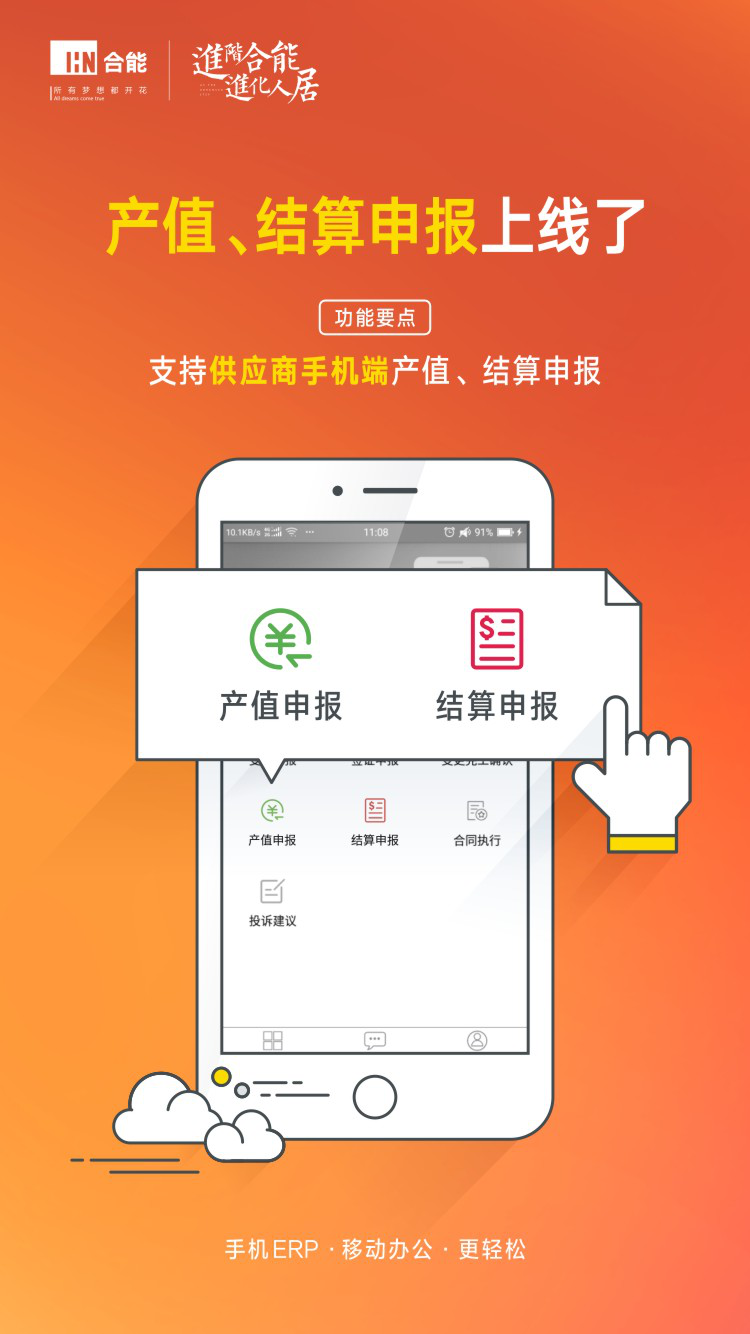 HN 合能
所有梦想都开花
All dreams come true
進階合能
進化人居
产值、结算申报上线了
功能要点
支持供应商手机端产值、结算申报
10.1KB/s 11:08 91%
产值申报 结算申报
产值申报 结算申报 合同执行
投诉建议
手机ERP·移动办公·更轻松